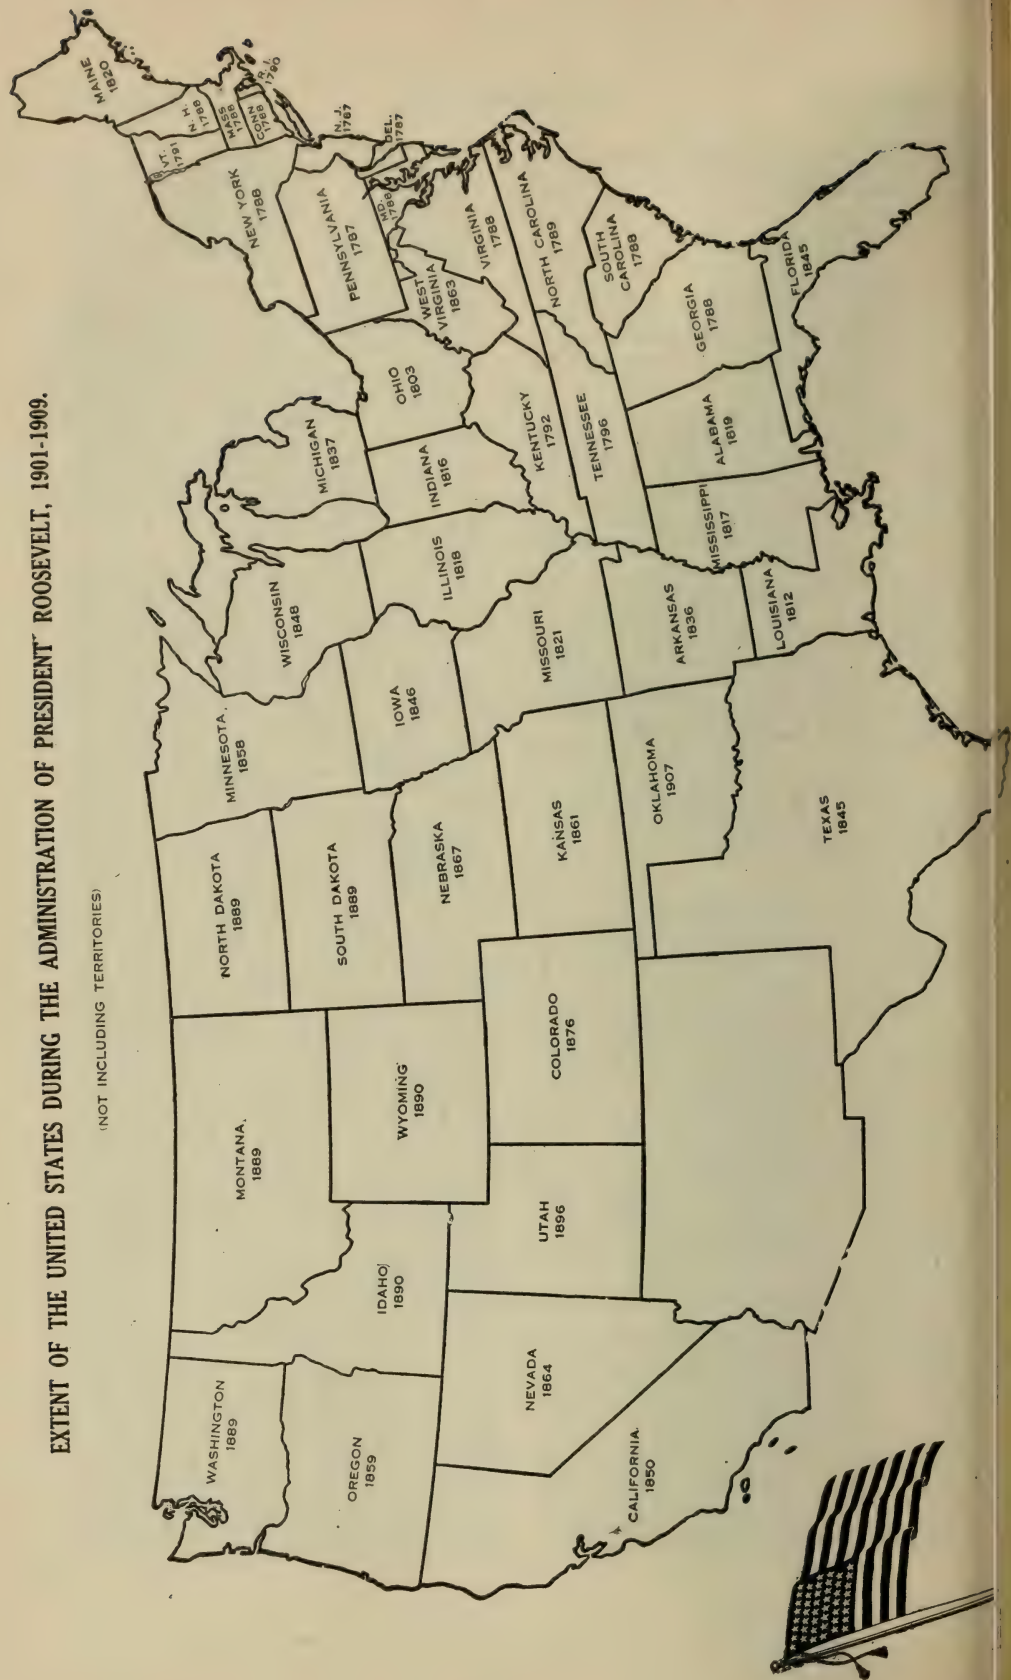 EXTENT OF THE UNITED STATES DURING THE ADMINISTRATION OF PRESIDENT ROOSEVELT, 1901-1909.
(NOT INCLUDING TERRITORIES)
WASHINGTON
1889
OREGON
1859
CALIFORNIA
1850
NEVADA
1864
IDAHO
1890
MONTANA
1889
WYOMING
1890
UTAH
1896
COLORADO
1876
NORTH DAKOTA
1889
SOUTH DAKOTA
1889
NEBRASKA
1867
KANSAS
1861
OKLAHOMA
1907
TEXAS
1845
MINNESOTA
1858
IOWA
1846
MISSOURI
1821
ARKANSAS
1836
LOUISIANA
1812
WISCONSIN
1848
ILLINOIS
1818
MICHIGAN
1837
INDIANA
1816
OHIO
1803
KENTUCKY
1792
TENNESSEE
1796
MISSISSIPPI
1817
ALABAMA
1819
GEORGIA
1788
FLORIDA
1845
SOUTH
CAROLINA
1788
NORTH CAROLINA
1789
VIRGINIA
1788
WEST
VIRGINIA
1863
MD.
1788
DEL.
1787
PENNSYLVANIA
1787
N. J.
1787
NEW YORK
1788
CONN
1788
R. I.
1790
MASS
1788
VT.
1791
N. H.
1788
MAINE
1820